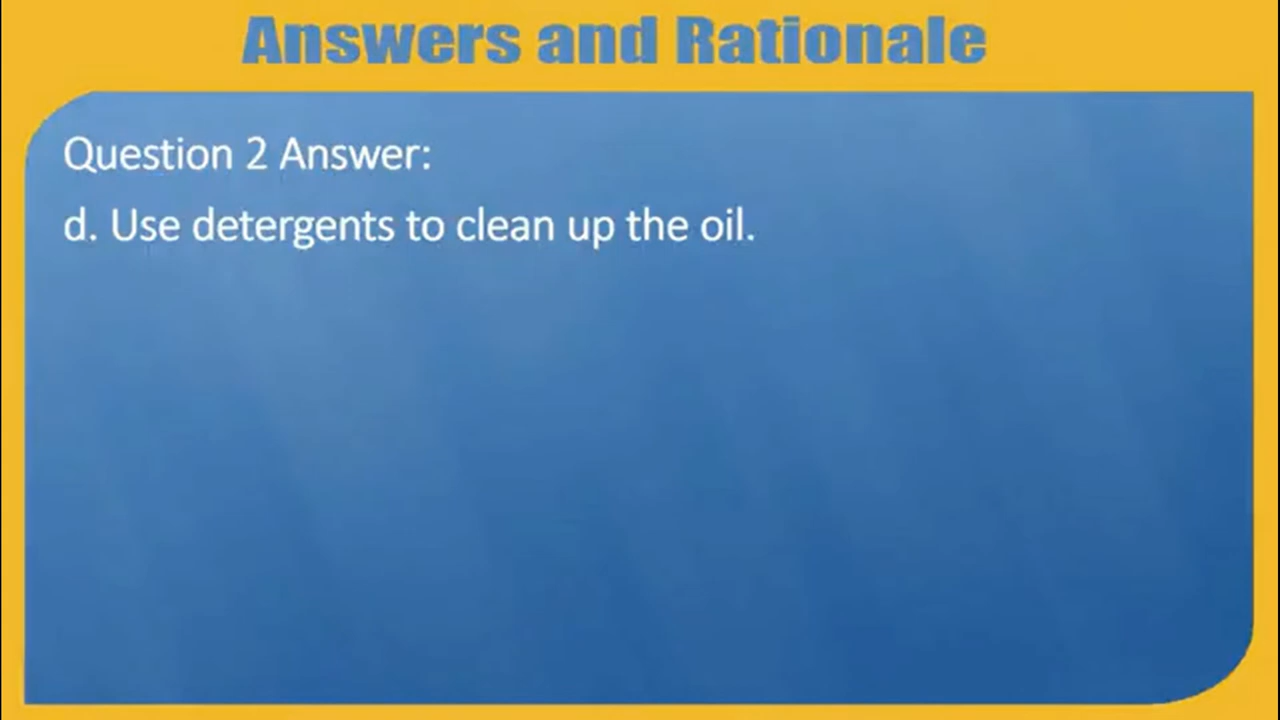 Answers and Rationale
Question 2 Answer:
d. Use detergents to clean up the oil.